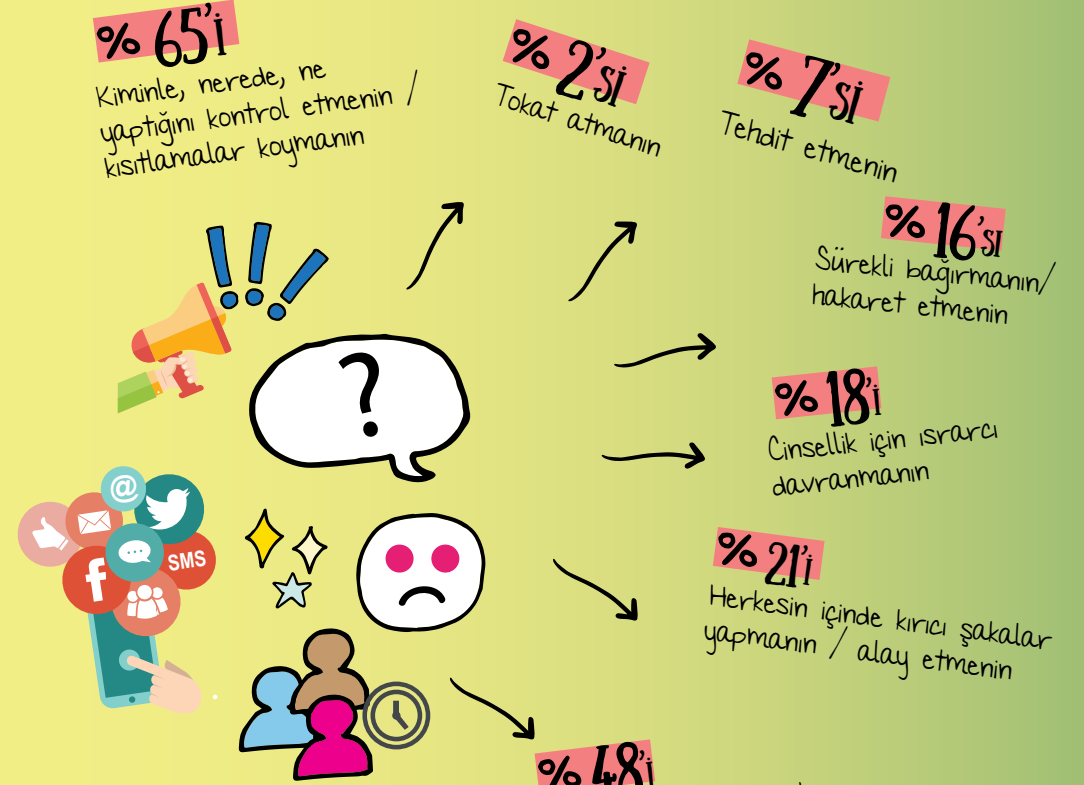 % 65'İ
Kiminle, nerede, ne
yaptığını kontrol etmenin /
kısıtlamalar koymanın
% 2'Sİ
Tokat atmanın
% 7'Sİ
Tehdit etmenin
% 16'SI
Sürekli bağırmanın/
hakaret etmenin
?
% 18'İ
Cinsellik için ısrarcı
davranmanın
@
SMS
f
% 21'İ
Herkesin içinde kırıcı şakalar
yapmanın / alay etmenin
% 48'İ